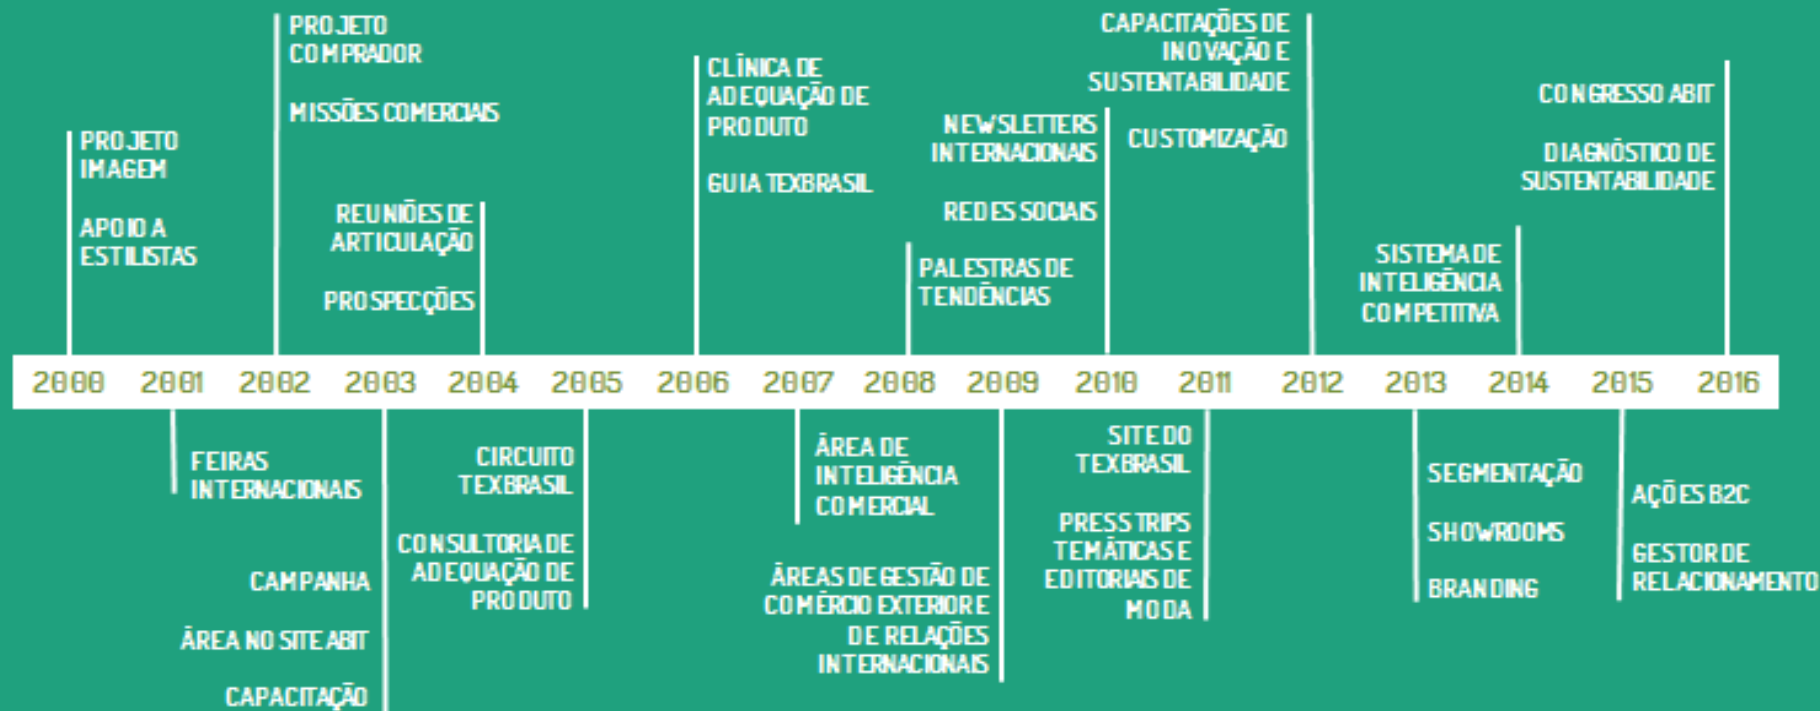 PROJETO
IMAGEM
APOIO A
ESTILISTAS
PROJETO
COMPRADOR
MISSÕES COMERCIAIS
REUNIÕES DE
ARTICULAÇÃO
PROSPECÇÕES
CLÍNICA DE
ADEQUAÇÃO DE
PRODUTO
GUIA TEXBRASIL
PALESTRAS DE
TENDÊNCIAS
NEWSLETTERS
INTERNACIONAIS
REDES SOCIAIS
CAPACITAÇÕES DE
INOVAÇÃO E
SUSTENTABILIDADE
CUSTOMIZAÇÃO
SISTEMA DE
INTELIGÊNCIA
COMPETITIVA
CONGRESSO ABIT
DIAGNÓSTICO DE
SUSTENTABILIDADE
2000 2001 2002 2003 2004 2005 2006 2007 2008 2009 2010 2011 2012 2013 2014 2015 2016
FEIRAS
INTERNACIONAIS
CAMPANHA
ÁREA NO SITE ABIT
CAPACITAÇÃO
CIRCUITO
TEXBRASIL
CONSULTORIA DE
ADEQUAÇÃO DE
PRODUTO
ÁREA DE
INTELIGÊNCIA
COMERCIAL
ÁREAS DE GESTÃO DE
COMÉRCIO EXTERIOR E
DE RELAÇÕES
INTERNACIONAIS
SITE DO
TEXBRASIL
PRESS TRIPS
TEMÁTICAS E
EDITORIAIS DE
MODA
SEGMENTAÇÃO
SHOWROOMS
BRANDING
AÇÕES B2C
GESTOR DE
RELACIONAMENTO